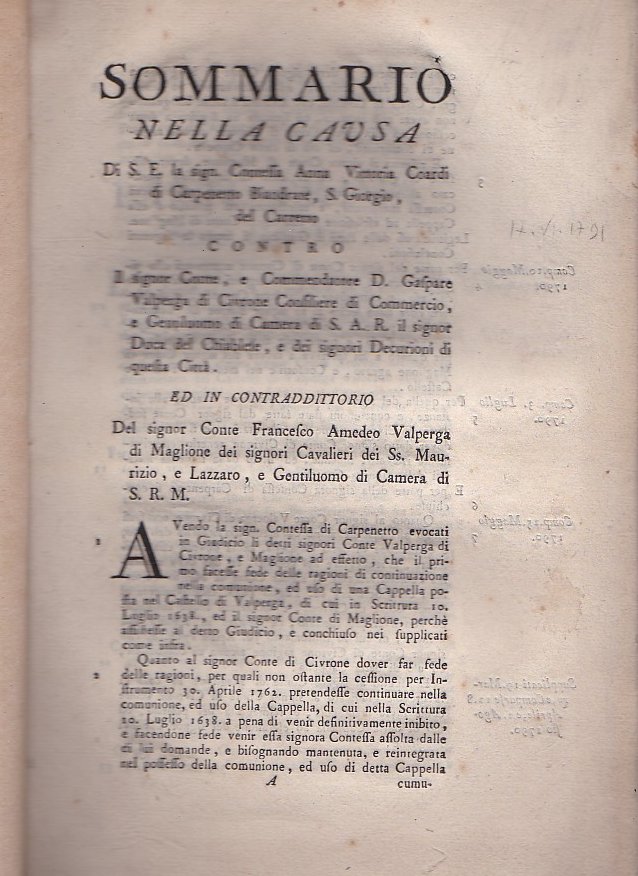 SOMMARIO
NELLA CAUSA
Di S. E. la sign. Contessa Anna Vittoria Coardi
di Carpenetto Biandrate, S. Giorgio,
del Carretto
CONTRO
Il signor Conte, e Commendatore D. Gaſpare
Valperga di Civrone Conſigliere di Commercio,
e Gentiluomo di Camera di S. A. R. il signor
Duca del Chiableſe, e dei signori Decurioni di
queſta Città.
ED IN CONTRADDITTORIO
Del signor Conte Franceſco Amedeo Valperga
di Maglione dei signori Cavalieri dei Ss. Mau-
rizio, e Lazzaro, e Gentiluomo di Camera di
S. R. M.
1 AVendo la sign. Conteſſa di Carpenetto evocati
in Giudicio li detti signori Conte Valperga di
Civrone, e Maglione ad effetto, che il pri-
mo faceſſe fede delle ragioni di continuazione
nella comunione, ed uſo di una Cappella po-
ſta nel Caſtello di Valperga, di cui in Scrittura 10.
Luglio 1638., ed il signor Conte di Maglione, perchè
aſſiſteſſe al detto Giudicio, e concluſo nei ſupplicati
come infra.
2 Quanto al signor Conte di Civrone dover far fede
delle ragioni, per quali non oſtante la ceſſione per In-
ſtrumento 30. Aprile 1762. pretendeſſe continuare nella
comunione, ed uſo della Cappella, di cui nella Scrittura
10. Luglio 1638. a pena di venir definitivamente inibito,
e facendone fede venir eſſa signora Conteſſa aſſolta dalle
di lui domande, e biſognando mantenuta, e reintegrata
nel poſſeſſo della comunione, ed uſo di detta Cappella
A cumu-